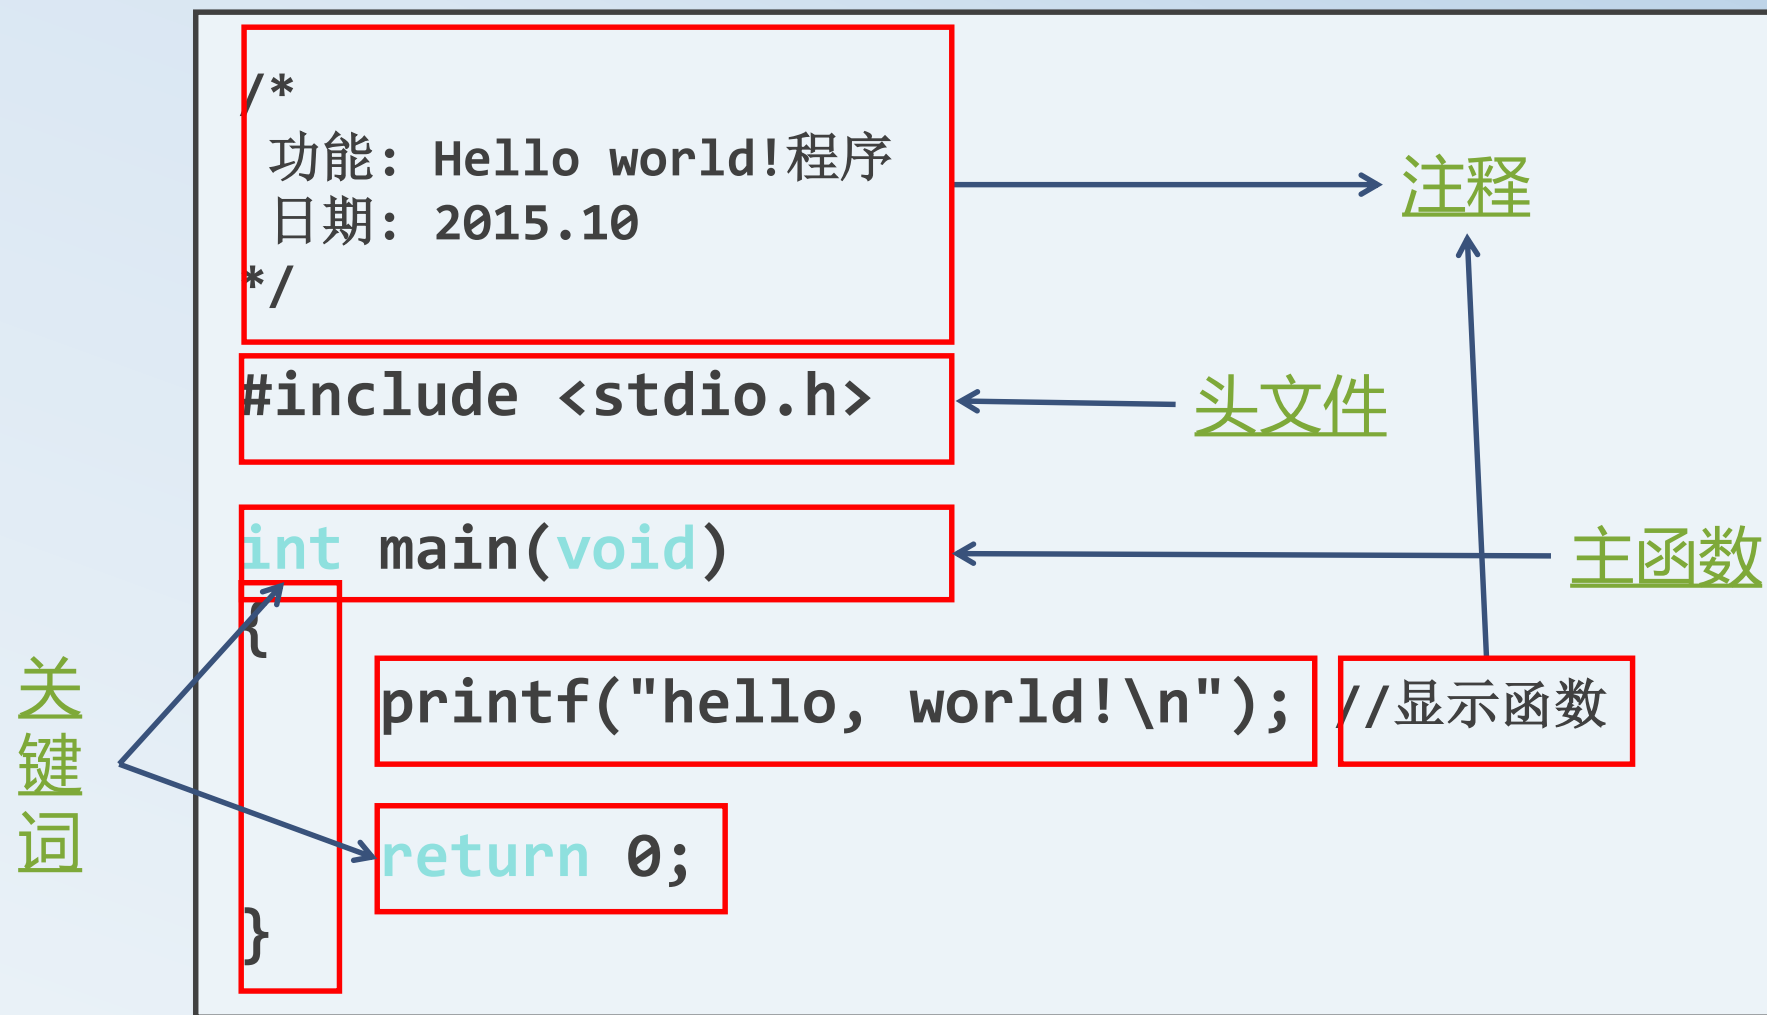 /*
功能: Hello world!程序
日期: 2015.10
*/
注释
#include <stdio.h>
头文件
int main(void)
主函数
{
printf("hello, world!\n"); //显示函数
return 0;
}
关
键
词